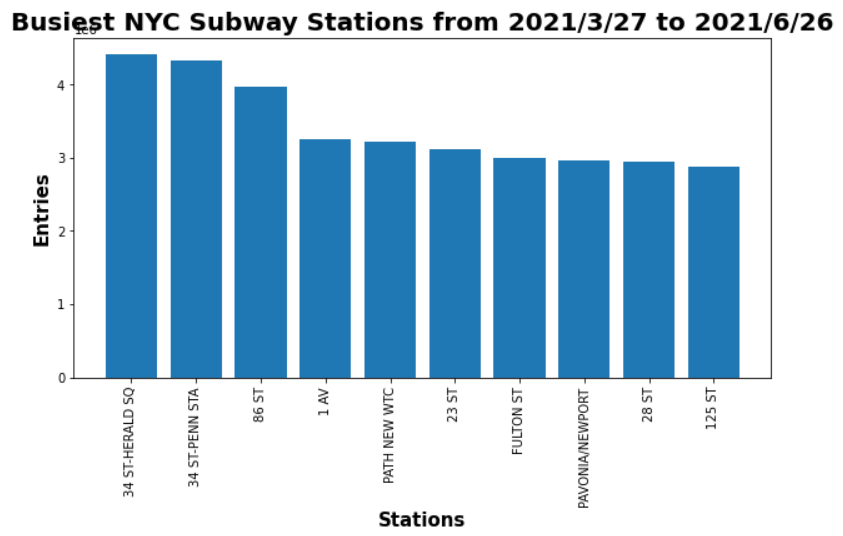 Busiest NYC Subway Stations from 2021/3/27 to 2021/6/26
1e6
4
3
2
1
0
Entries
34 ST-HERALD SQ
34 ST-PENN STA
86 ST
1 AV
PATH NEW WTC
23 ST
FULTON ST
PAVONIA/NEWPORT
28 ST
125 ST
Stations